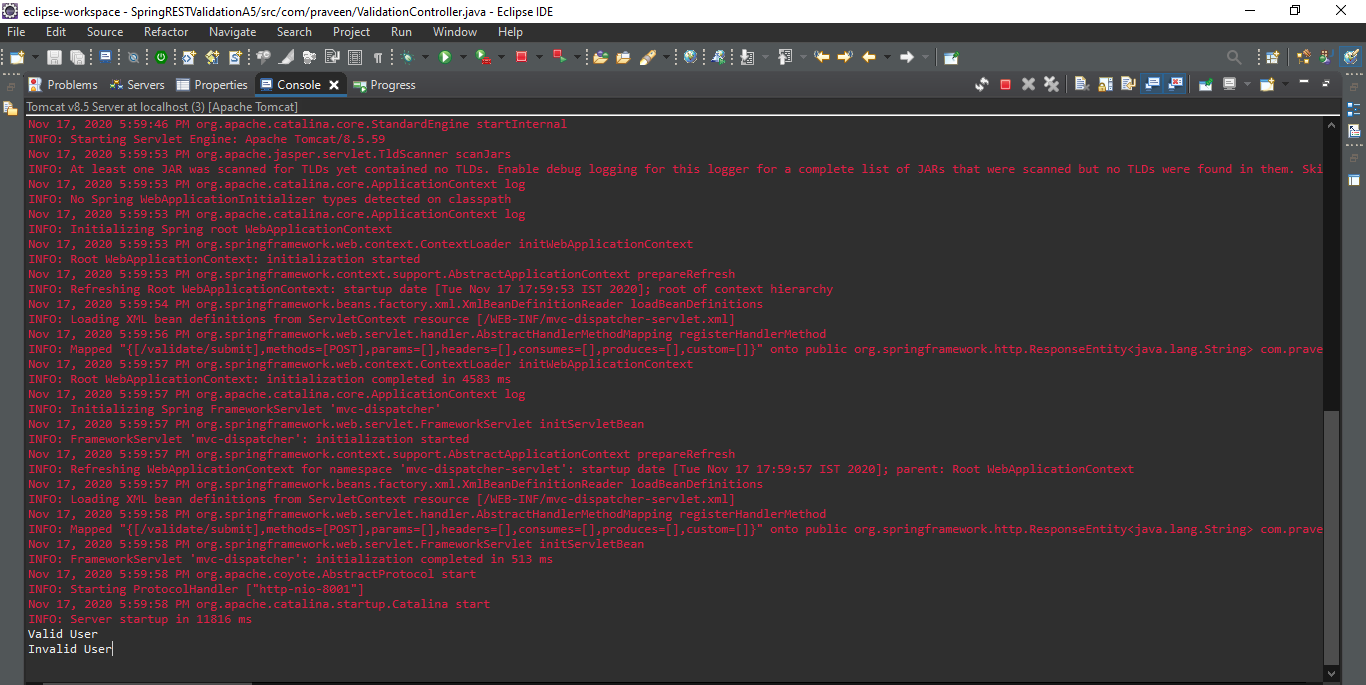 eclipse-workspace - SpringRESTValidationA5/src/com/praveen/ValidationController.java - Eclipse IDE
File Edit Source Refactor Navigate Search Project Run Window Help
Problems Servers Properties Console Progress
Tomcat v8.5 Server at localhost (3) [Apache Tomcat]
Nov 17, 2020 5:59:46 PM org.apache.catalina.core.StandardEngine startInternal
INFO: Starting Servlet Engine: Apache Tomcat/8.5.59
Nov 17, 2020 5:59:53 PM org.apache.jasper.servlet.TldScanner scanJars
INFO: At least one JAR was scanned for TLDs yet contained no TLDs. Enable debug logging for this logger for a complete list of JARs that were scanned but no TLDs were found in them. Ski
Nov 17, 2020 5:59:53 PM org.apache.catalina.core.ApplicationContext log
INFO: No Spring WebApplicationInitializer types detected on classpath
Nov 17, 2020 5:59:53 PM org.apache.catalina.core.ApplicationContext log
INFO: Initializing Spring root WebApplicationContext
Nov 17, 2020 5:59:53 PM org.springframework.web.context.ContextLoader initWebApplicationContext
INFO: Root WebApplicationContext: initialization started
Nov 17, 2020 5:59:53 PM org.springframework.context.support.AbstractApplicationContext prepareRefresh
INFO: Refreshing Root WebApplicationContext: startup date [Tue Nov 17 17:59:53 IST 2020]; root of context hierarchy
Nov 17, 2020 5:59:54 PM org.springframework.beans.factory.xml.XmlBeanDefinitionReader loadBeanDefinitions
INFO: Loading XML bean definitions from ServletContext resource [/WEB-INF/mvc-dispatcher-servlet.xml]
Nov 17, 2020 5:59:56 PM org.springframework.web.servlet.handler.AbstractHandlerMethodMapping registerHandlerMethod
INFO: Mapped "{[/validate/submit],methods=[POST],params=[],headers=[],consumes=[],produces=[],custom=[]}" onto public org.springframework.http.ResponseEntity<java.lang.String> com.prave
Nov 17, 2020 5:59:57 PM org.springframework.web.context.ContextLoader initWebApplicationContext
INFO: Root WebApplicationContext: initialization completed in 4583 ms
Nov 17, 2020 5:59:57 PM org.apache.catalina.core.ApplicationContext log
INFO: Initializing Spring FrameworkServlet 'mvc-dispatcher'
Nov 17, 2020 5:59:57 PM org.springframework.web.servlet.FrameworkServlet initServletBean
INFO: FrameworkServlet 'mvc-dispatcher': initialization started
Nov 17, 2020 5:59:57 PM org.springframework.context.support.AbstractApplicationContext prepareRefresh
INFO: Refreshing WebApplicationContext for namespace 'mvc-dispatcher-servlet': startup date [Tue Nov 17 17:59:57 IST 2020]; parent: Root WebApplicationContext
Nov 17, 2020 5:59:57 PM org.springframework.beans.factory.xml.XmlBeanDefinitionReader loadBeanDefinitions
INFO: Loading XML bean definitions from ServletContext resource [/WEB-INF/mvc-dispatcher-servlet.xml]
Nov 17, 2020 5:59:58 PM org.springframework.web.servlet.handler.AbstractHandlerMethodMapping registerHandlerMethod
INFO: Mapped "{[/validate/submit],methods=[POST],params=[],headers=[],consumes=[],produces=[],custom=[]}" onto public org.springframework.http.ResponseEntity<java.lang.String> com.prave
Nov 17, 2020 5:59:58 PM org.springframework.web.servlet.FrameworkServlet initServletBean
INFO: FrameworkServlet 'mvc-dispatcher': initialization completed in 513 ms
Nov 17, 2020 5:59:58 PM org.apache.coyote.AbstractProtocol start
INFO: Starting ProtocolHandler ["http-nio-8001"]
Nov 17, 2020 5:59:58 PM org.apache.catalina.startup.Catalina start
INFO: Server startup in 11816 ms
Valid User
Invalid User